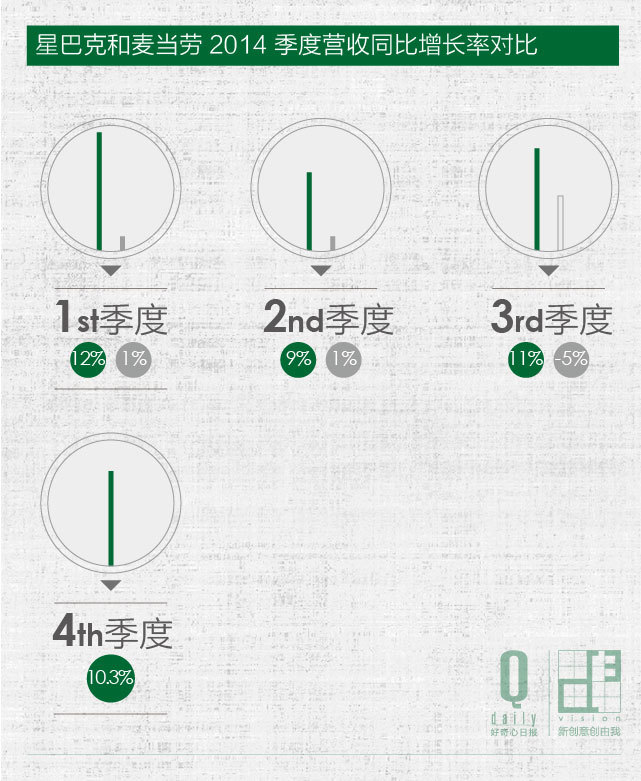 星巴克和麦当劳 2014 季度营收同比增长率对比
1st季度
12% 1%
2nd季度
9% 1%
3rd季度
11% -5%
4th季度
10.3%
Q
daily
好奇心日报
d3
vision
新创意创由我